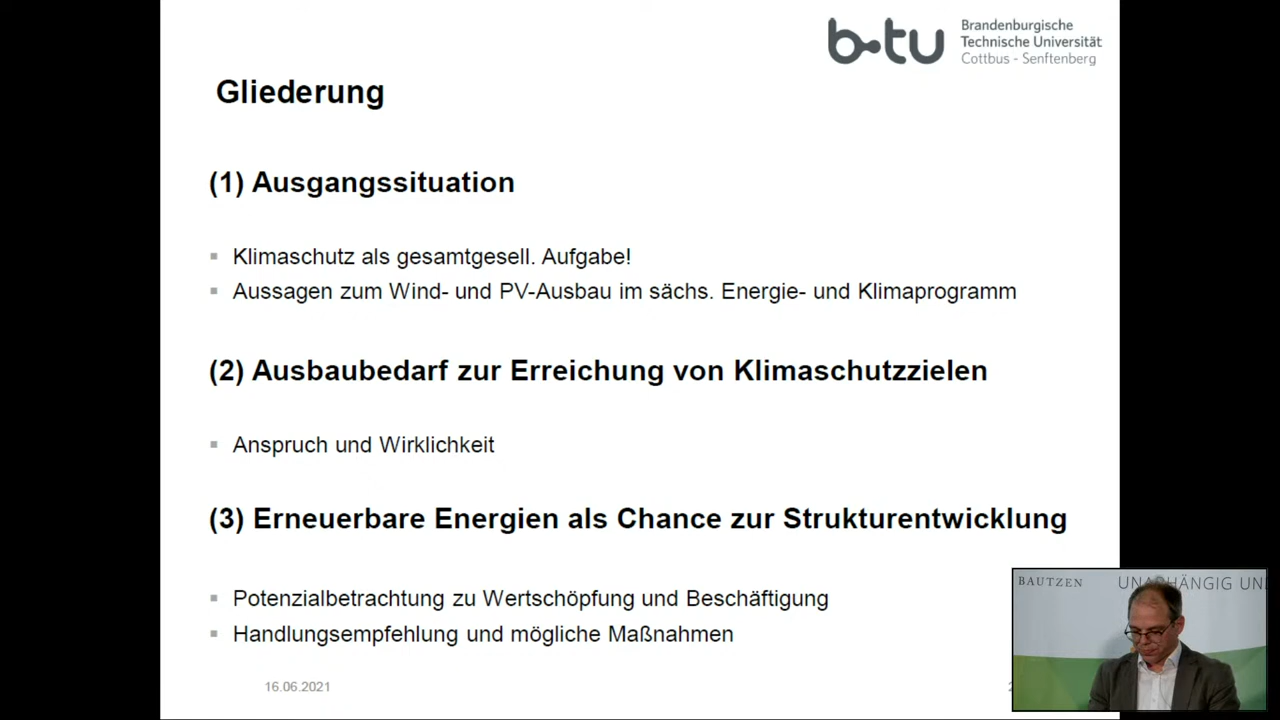 b-tu
Brandenburgische
Technische Universität
Cottbus - Senftenberg
Gliederung
(1) Ausgangssituation
Klimaschutz als gesamtgesell. Aufgabe!
Aussagen zum Wind- und PV-Ausbau im sächs. Energie- und Klimaprogramm
(2) Ausbaubedarf zur Erreichung von Klimaschutzzielen
Anspruch und Wirklichkeit
(3) Erneuerbare Energien als Chance zur Strukturentwicklung
Potenzialbetrachtung zu Wertschöpfung und Beschäftigung
Handlungsempfehlung und mögliche Maßnahmen
16.06.2021
BAUTZEN